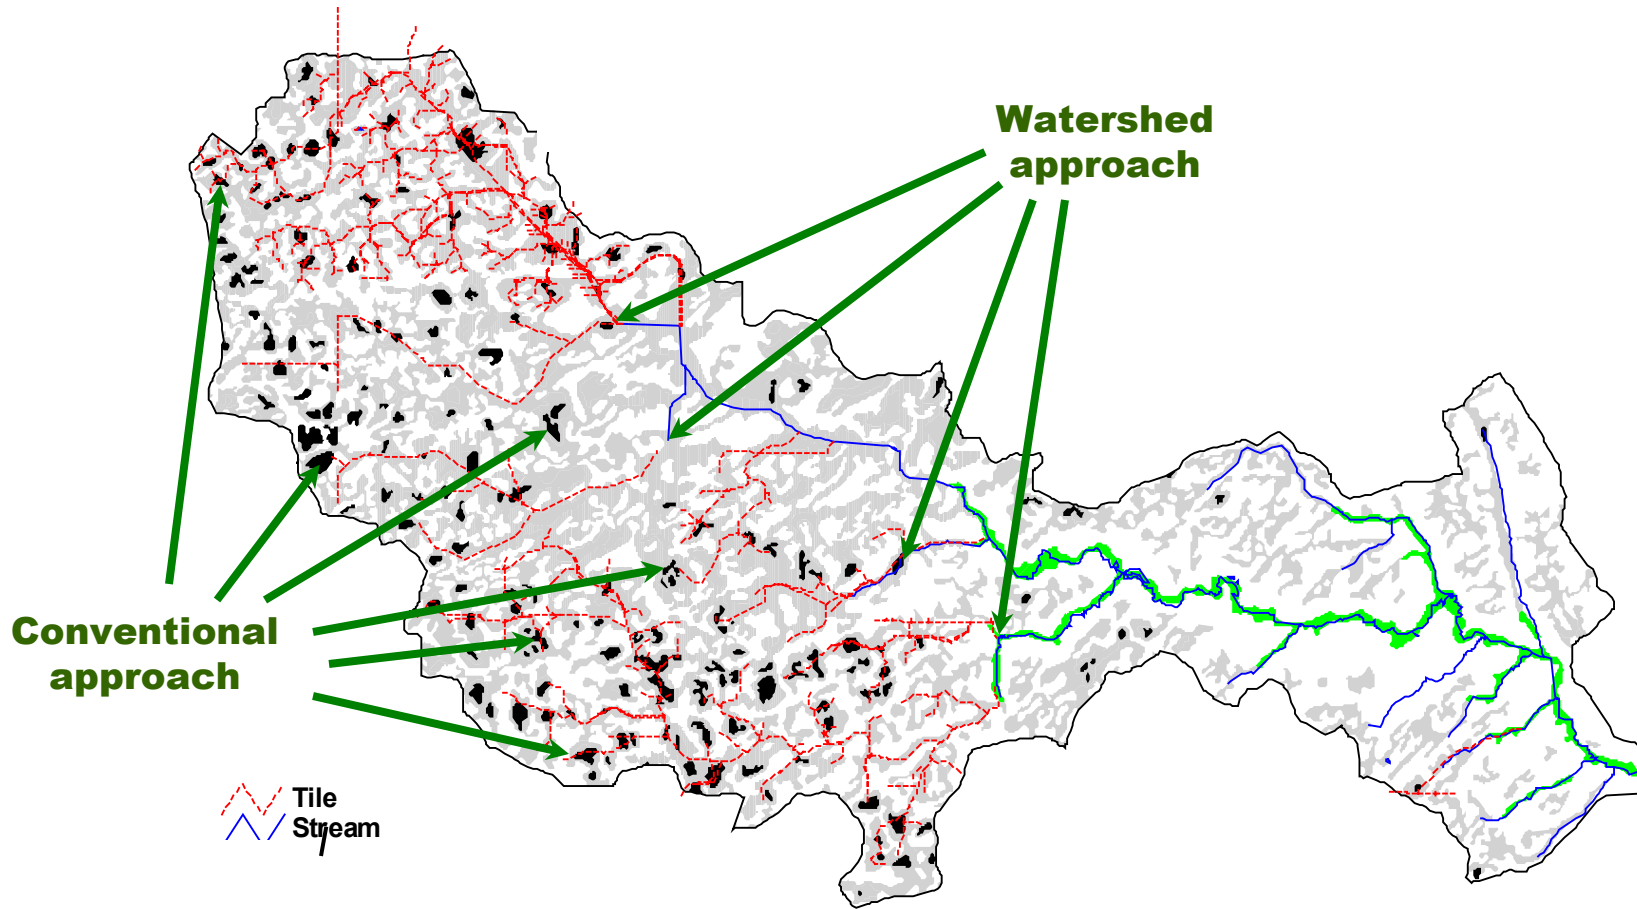 Watershed
approach
Conventional
approach
Tile
Stream